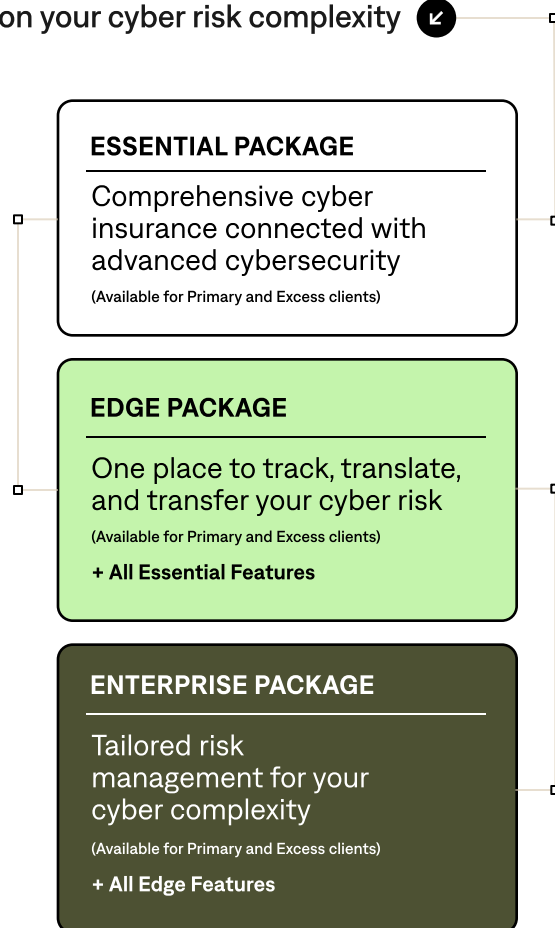 on your cyber risk complexity
ESSENTIAL PACKAGE
Comprehensive cyber
insurance connected with
advanced cybersecurity
(Available for Primary and Excess clients)
EDGE PACKAGE
One place to track, translate,
and transfer your cyber risk
(Available for Primary and Excess clients)
+ All Essential Features
ENTERPRISE PACKAGE
Tailored risk
management for your
cyber complexity
(Available for Primary and Excess clients)
+ All Edge Features